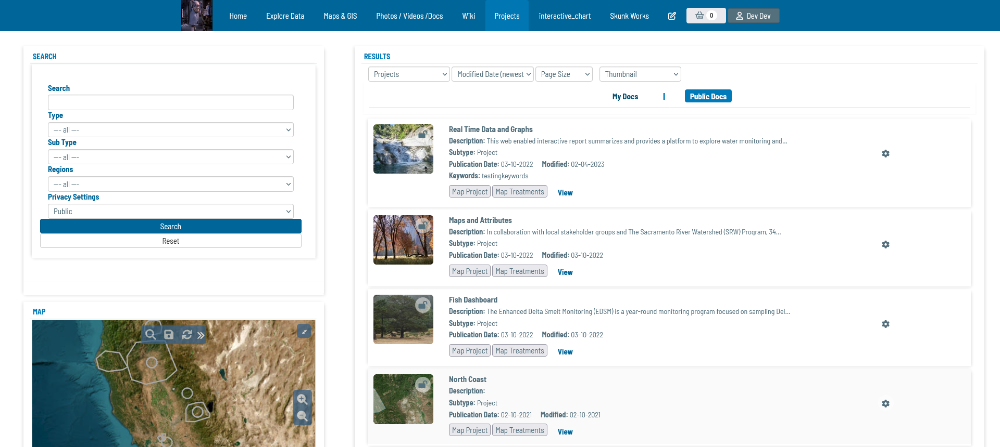 Home Explore Data Maps & GIS Photos / Videos /Docs Wiki Projects interactive_chart Skunk Works 0 Dev Dev
SEARCH
Search
Type
--- all ---
Sub Type
--- all ---
Regions
--- all ---
Privacy Settings
Public
Search
Reset
MAP
RESULTS
Projects Modified Date (newest Page Size Thumbnail
My Docs | Public Docs
Real Time Data and Graphs
Description: This web enabled interactive report summarizes and provides a platform to explore water monitoring and...
Subtype: Project
Publication Date: 03-10-2022 Modified: 02-04-2023
Keywords: testingkeywords
Map Project Map Treatments View
Maps and Attributes
Description: In collaboration with local stakeholder groups and The Sacramento River Watershed (SRW) Program, 34...
Subtype: Project
Publication Date: 03-10-2022 Modified: 03-10-2022
Map Project Map Treatments View
Fish Dashboard
Description: The Enhanced Delta Smelt Monitoring (EDSM) is a year-round monitoring program focused on sampling Del...
Subtype: Project
Publication Date: 03-10-2022 Modified: 03-10-2022
Map Project Map Treatments View
North Coast
Description:
Subtype: Project
Publication Date: 02-10-2021 Modified: 02-10-2021
Map Project Map Treatments View